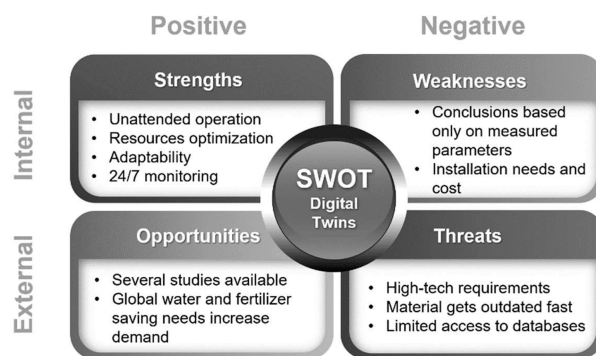 Positive
Negative
Internal
External
Strengths
• Unattended operation
• Resources optimization
• Adaptability
• 24/7 monitoring
Weaknesses
• Conclusions based
only on measured
parameters
• Installation needs and
cost
SWOT
Digital
Twins
Opportunities
• Several studies available
• Global water and fertilizer
saving needs increase
demand
Threats
• High-tech requirements
• Material gets outdated fast
• Limited access to databases